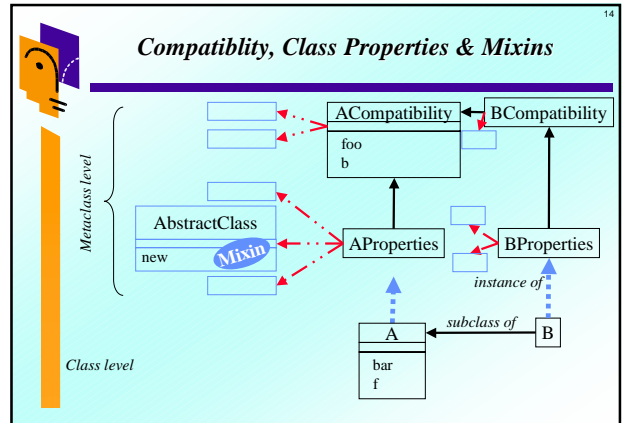 14
Compatiblity, Class Properties & Mixins
ACompatibility
BCompatibility
foo
b
Metaclass level
AbstractClass
new
Mixin
AProperties
BProperties
instance of
A
subclass of
B
bar
f
Class level